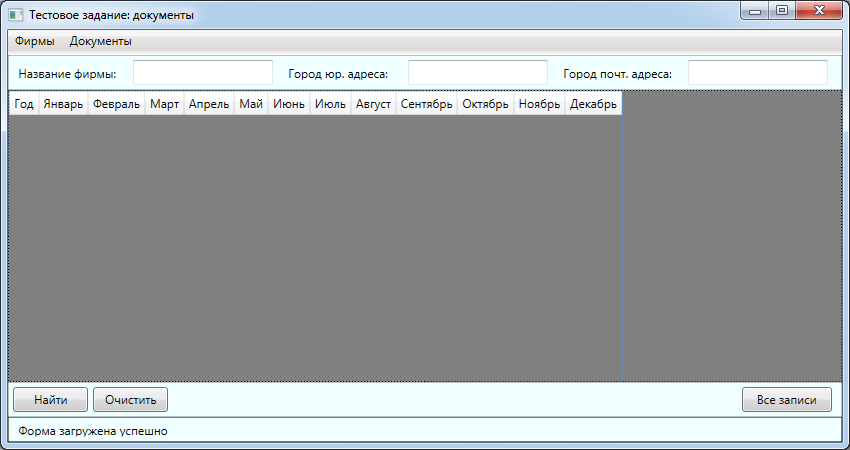 Тестовое задание: документы
Фирмы Документы
Название фирмы: Город юр. адреса: Город почт. адреса:
Год Январь Февраль Март Апрель Май Июнь Июль Август Сентябрь Октябрь Ноябрь Декабрь
Найти Очистить Все записи
Форма загружена успешно